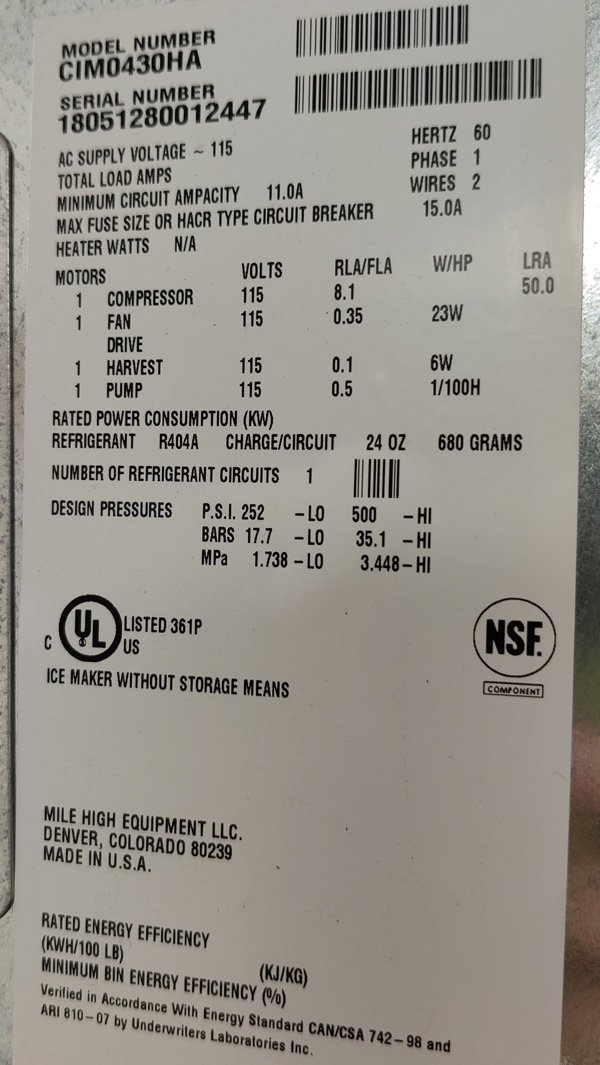 MODEL NUMBER
CIM0430HA
SERIAL NUMBER
18051280012447
AC SUPPLY VOLTAGE ~ 115 HERTZ 60
TOTAL LOAD AMPS PHASE 1
MINIMUM CIRCUIT AMPACITY 11.0A WIRES 2
MAX FUSE SIZE OR HACR TYPE CIRCUIT BREAKER 15.0A
HEATER WATTS N/A
MOTORS VOLTS RLA/FLA W/HP LRA
1 COMPRESSOR 115 8.1 50.0
1 FAN 115 0.35 23W
DRIVE
1 HARVEST 115 0.1 6W
1 PUMP 115 0.5 1/100H
RATED POWER CONSUMPTION (KW)
REFRIGERANT R404A CHARGE/CIRCUIT 24 OZ 680 GRAMS
NUMBER OF REFRIGERANT CIRCUITS 1
DESIGN PRESSURES P.S.I. 252 - LO 500 - HI
BARS 17.7 - LO 35.1 - HI
MPa 1.738 - LO 3.448 - HI
C UL US LISTED 361P
NSF.
COMPONENT
ICE MAKER WITHOUT STORAGE MEANS
MILE HIGH EQUIPMENT LLC.
DENVER, COLORADO 80239
MADE IN U.S.A.
RATED ENERGY EFFICIENCY
(KWH/100 LB) (KJ/KG)
MINIMUM BIN ENERGY EFFICIENCY (%)
Verified in Accordance With Energy Standard CAN/CSA 742-98 and
ARI 810-07 by Underwriters Laboratories Inc.